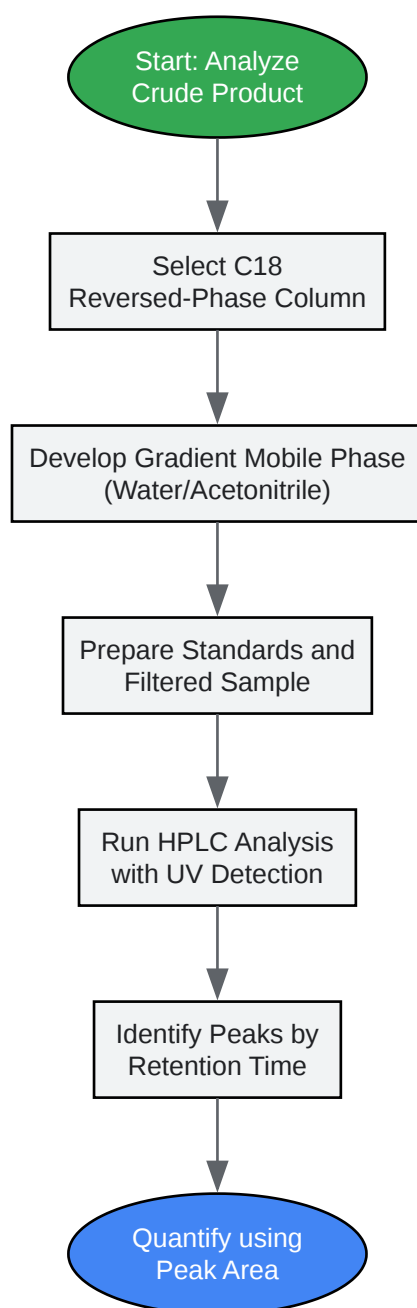 Start: Analyze
Crude Product
Select C18
Reversed-Phase Column
Develop Gradient Mobile Phase
(Water/Acetonitrile)
Prepare Standards and
Filtered Sample
Run HPLC Analysis
with UV Detection
Identify Peaks by
Retention Time
Quantify using
Peak Area